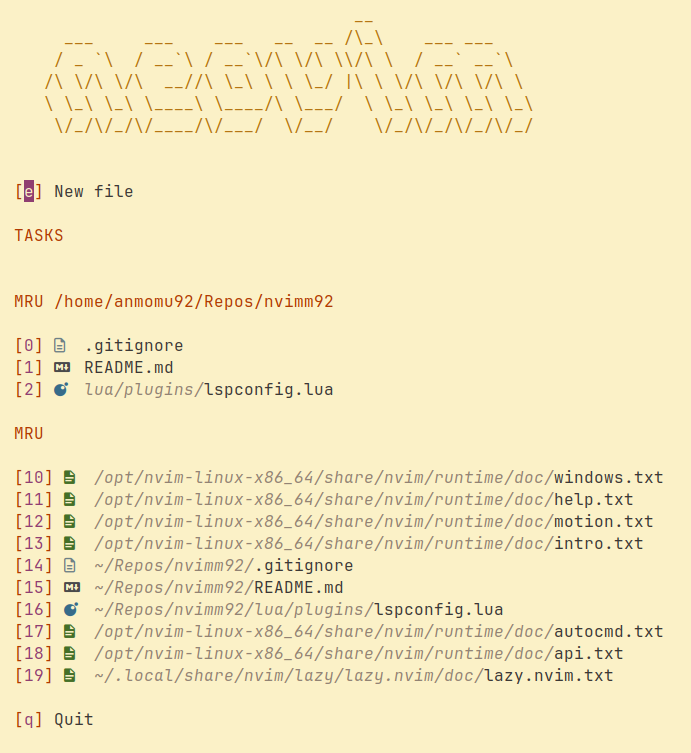 __
     ___     ___    ___   __  __ /\_\    ___ ___
    / _ `\  / __`\ / __`\/\ \/\ \\/\ \  / __` __`\
   /\ \/\ \/\  __//\ \_\ \ \ \_/ |\ \ \/\ \/\ \/\ \
   \ \_\ \_\ \____\ \____/\ \___/  \ \_\ \_\ \_\ \_\
    \/_/\/_/\/____/\/___/  \/__/    \/_/\/_/\/_/\/_/
[e] New file
TASKS
MRU /home/anmomu92/Repos/nvimm92
[0] .gitignore
[1] README.md
[2] lua/plugins/lspconfig.lua
MRU
[10] /opt/nvim-linux-x86_64/share/nvim/runtime/doc/windows.txt
[11] /opt/nvim-linux-x86_64/share/nvim/runtime/doc/help.txt
[12] /opt/nvim-linux-x86_64/share/nvim/runtime/doc/motion.txt
[13] /opt/nvim-linux-x86_64/share/nvim/runtime/doc/intro.txt
[14] ~/Repos/nvimm92/.gitignore
[15] ~/Repos/nvimm92/README.md
[16] ~/Repos/nvimm92/lua/plugins/lspconfig.lua
[17] /opt/nvim-linux-x86_64/share/nvim/runtime/doc/autocmd.txt
[18] /opt/nvim-linux-x86_64/share/nvim/runtime/doc/api.txt
[19] ~/.local/share/nvim/lazy/lazy.nvim/doc/lazy.nvim.txt
[q] Quit